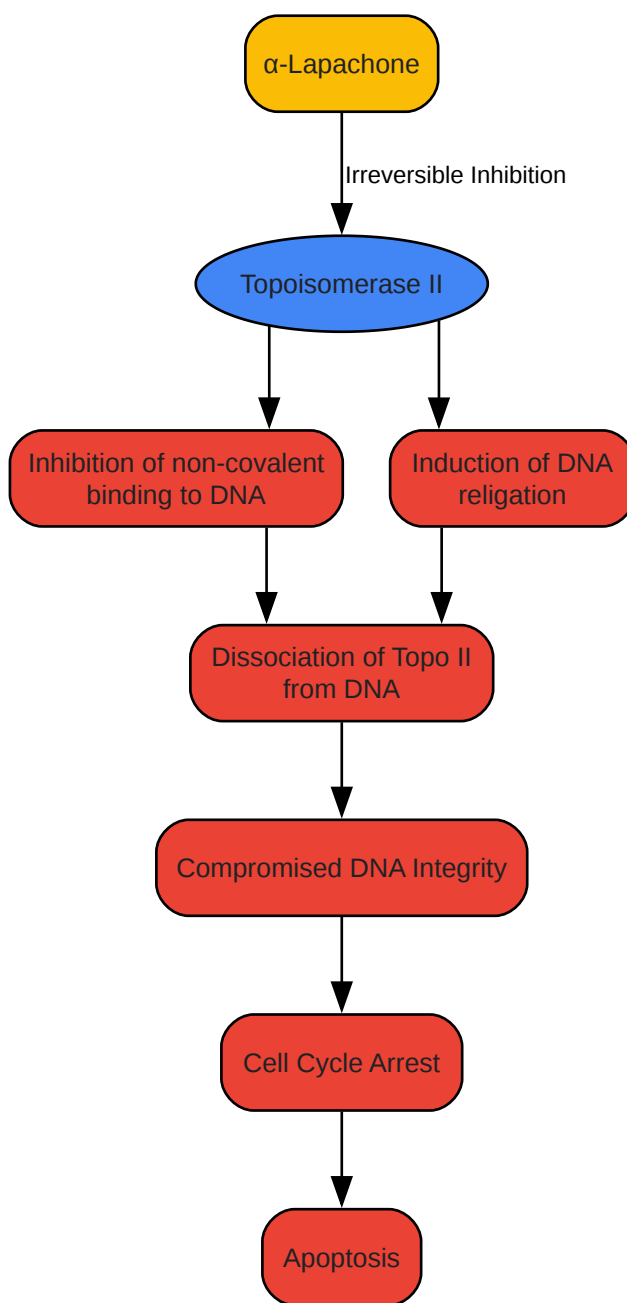 α-Lapachone
Irreversible Inhibition
Topoisomerase II
Inhibition of non-covalent
binding to DNA
Induction of DNA
religation
Dissociation of Topo II
from DNA
Compromised DNA Integrity
Cell Cycle Arrest
Apoptosis